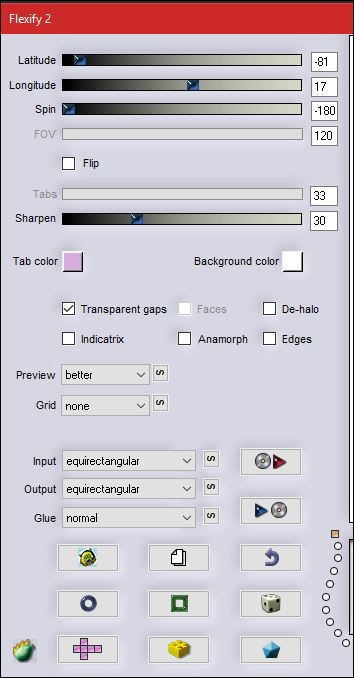 Flexify 2
Latitude -81
Longitude 17
Spin -180
FOV 120
Flip
Tabs 33
Sharpen 30
Tab color Background color
Transparent gaps Faces De-halo
Indicatrix Anamorph Edges
Preview better S
Grid none S
Input equirectangular S
Output equirectangular S
Glue normal S